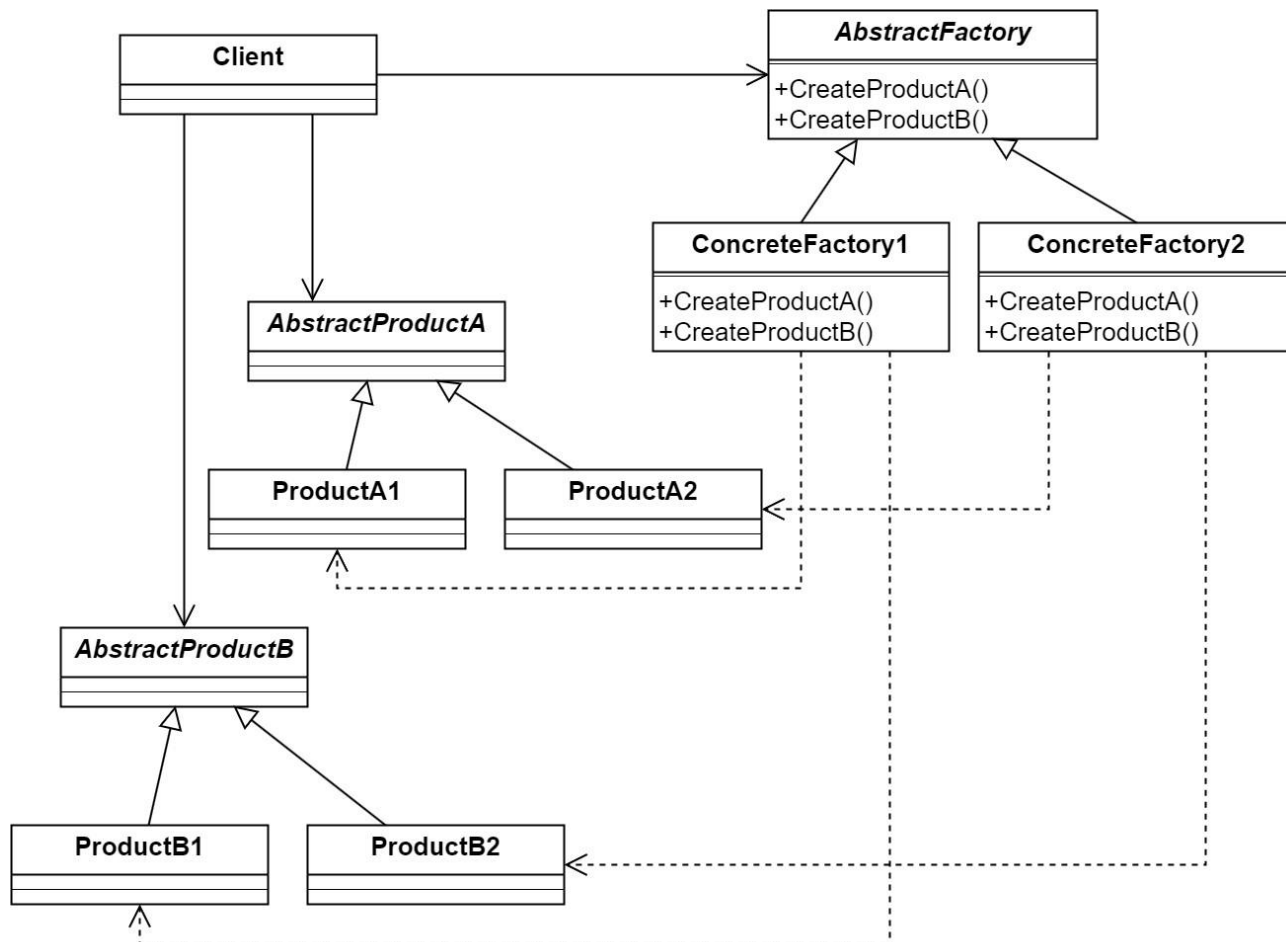 AbstractFactory
Client
+CreateProductA()
+CreateProductB()
ConcreteFactory1
ConcreteFactory2
+CreateProductA()
+CreateProductB()
+CreateProductA()
+CreateProductB()
AbstractProductA
ProductA1
ProductA2
AbstractProductB
ProductB1
ProductB2